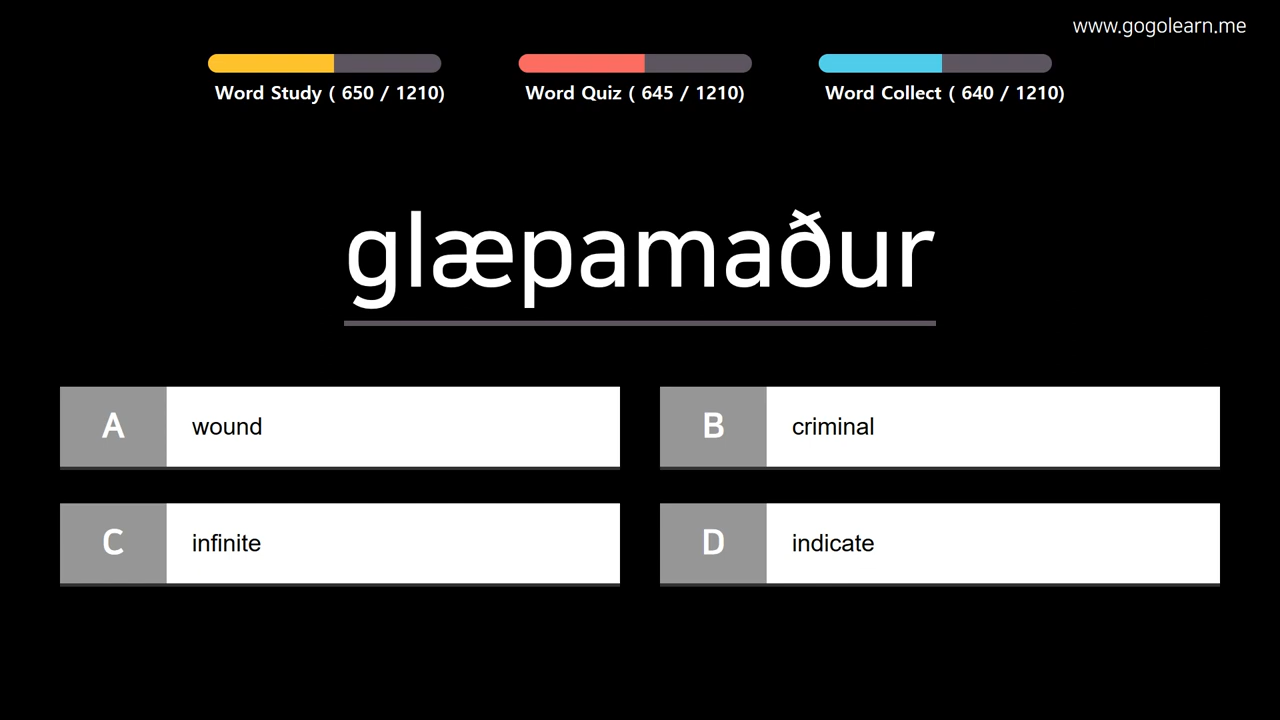 www.gogolearn.me
Word Study ( 650 / 1210)
Word Quiz ( 645 / 1210)
Word Collect ( 640 / 1210)
glæpamaður
A wound
B criminal
C infinite
D indicate